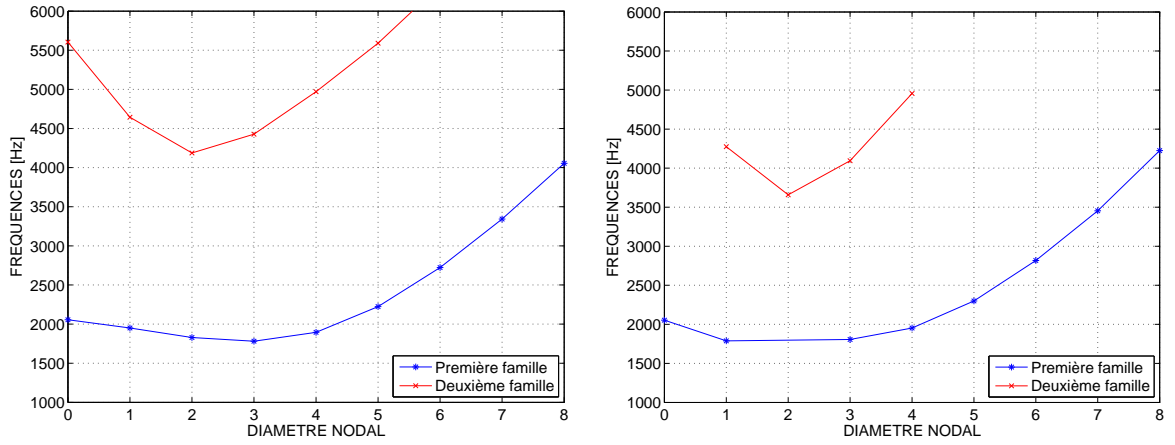 6000
5500
5000
4500
4000
3500
3000
2500
2000
1500
1000
FREQUENCES [Hz]
0 1 2 3 4 5 6 7 8
DIAMETRE NODAL
Première famille
Deuxième famille
6000
5500
5000
4500
4000
3500
3000
2500
2000
1500
1000
FREQUENCES [Hz]
0 1 2 3 4 5 6 7 8
DIAMETRE NODAL
Première famille
Deuxième famille